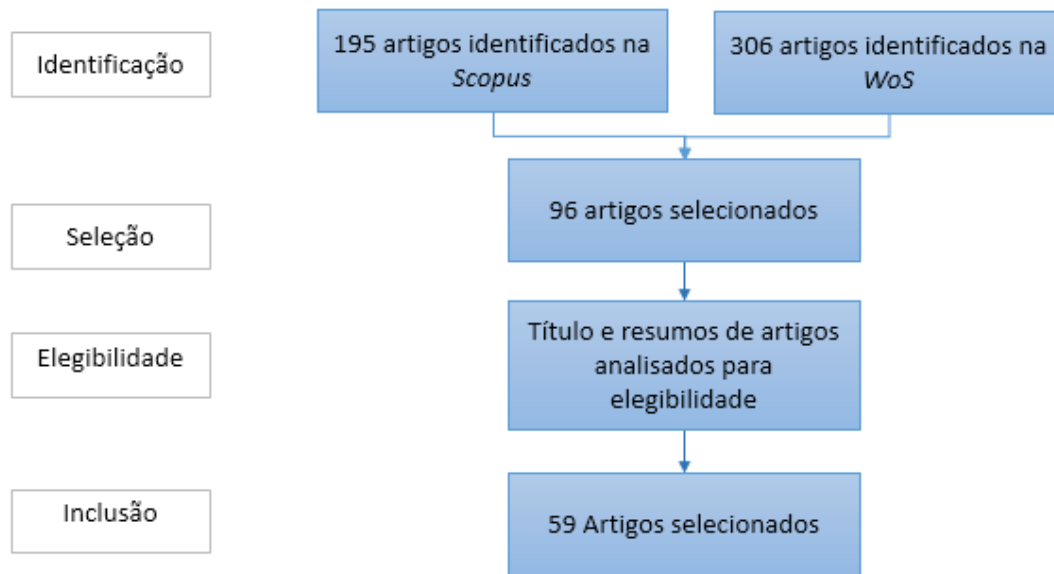 Identificação
195 artigos identificados na
Scopus
306 artigos identificados na
WoS
Seleção
96 artigos selecionados
Elegibilidade
Título e resumos de artigos
analisados para
elegibilidade
Inclusão
59 Artigos selecionados